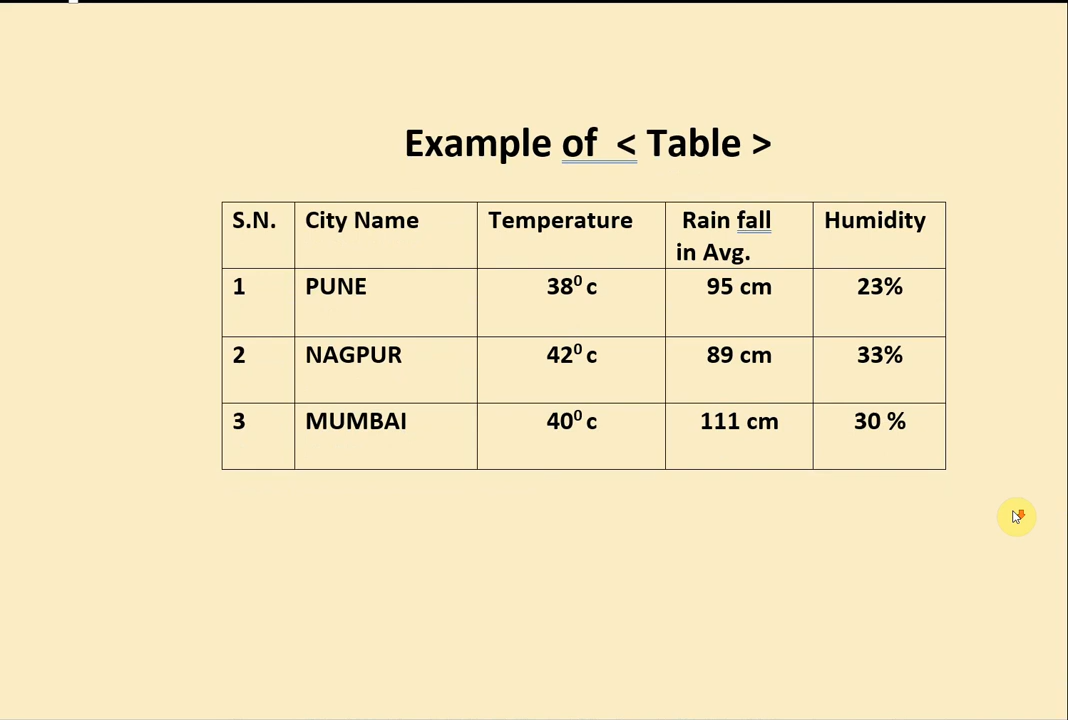 Example of < Table >
S.N. City Name Temperature Rain fall in Avg. Humidity
1 PUNE 38⁰ c 95 cm 23%
2 NAGPUR 42⁰ c 89 cm 33%
3 MUMBAI 40⁰ c 111 cm 30 %